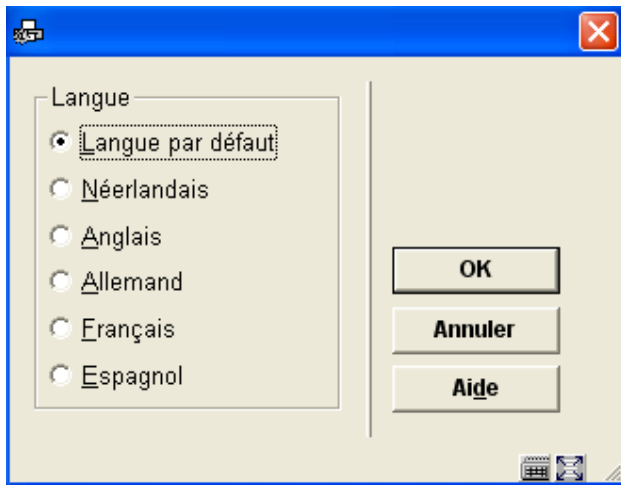 Langue
Langue par défaut
Néerlandais
Anglais
Allemand
Français
Espagnol
OK
Annuler
Aide